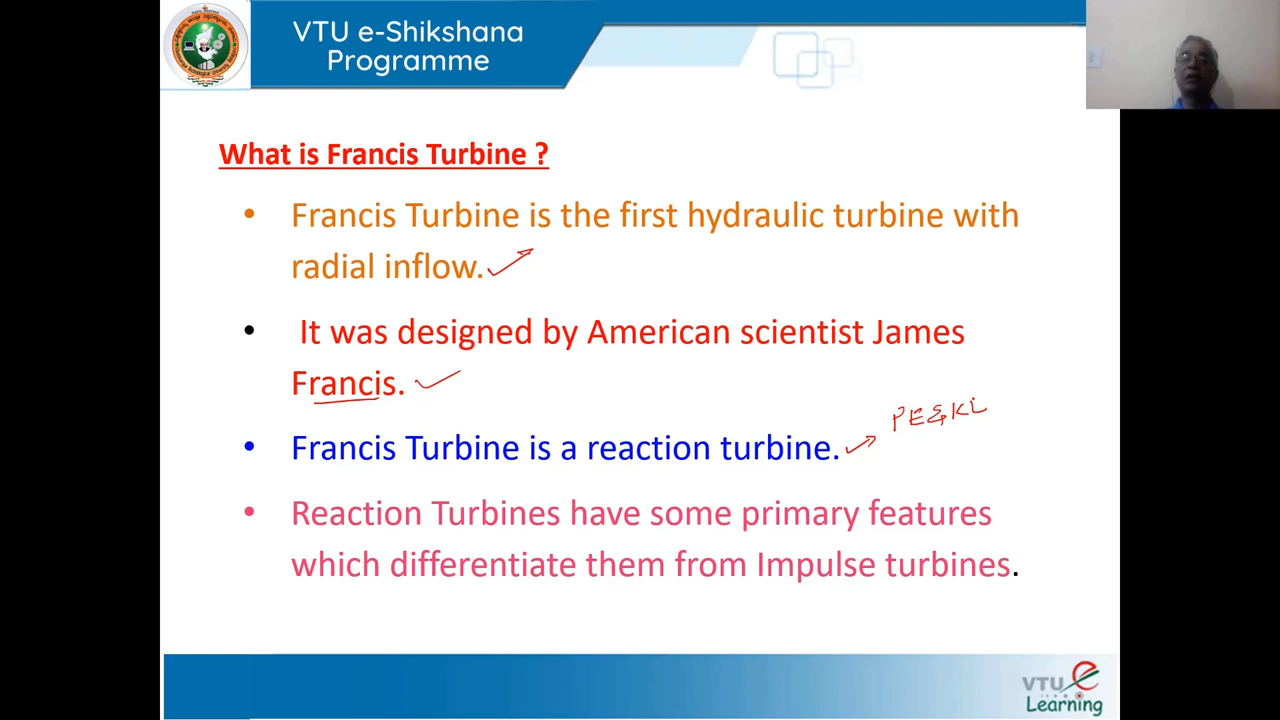 VTU e-Shikshana
Programme
What is Francis Turbine ?
• Francis Turbine is the first hydraulic turbine with
radial inflow.
• It was designed by American scientist James
Francis.
PE&KE
• Francis Turbine is a reaction turbine.
• Reaction Turbines have some primary features
which differentiate them from Impulse turbines.
VTU e
Learning